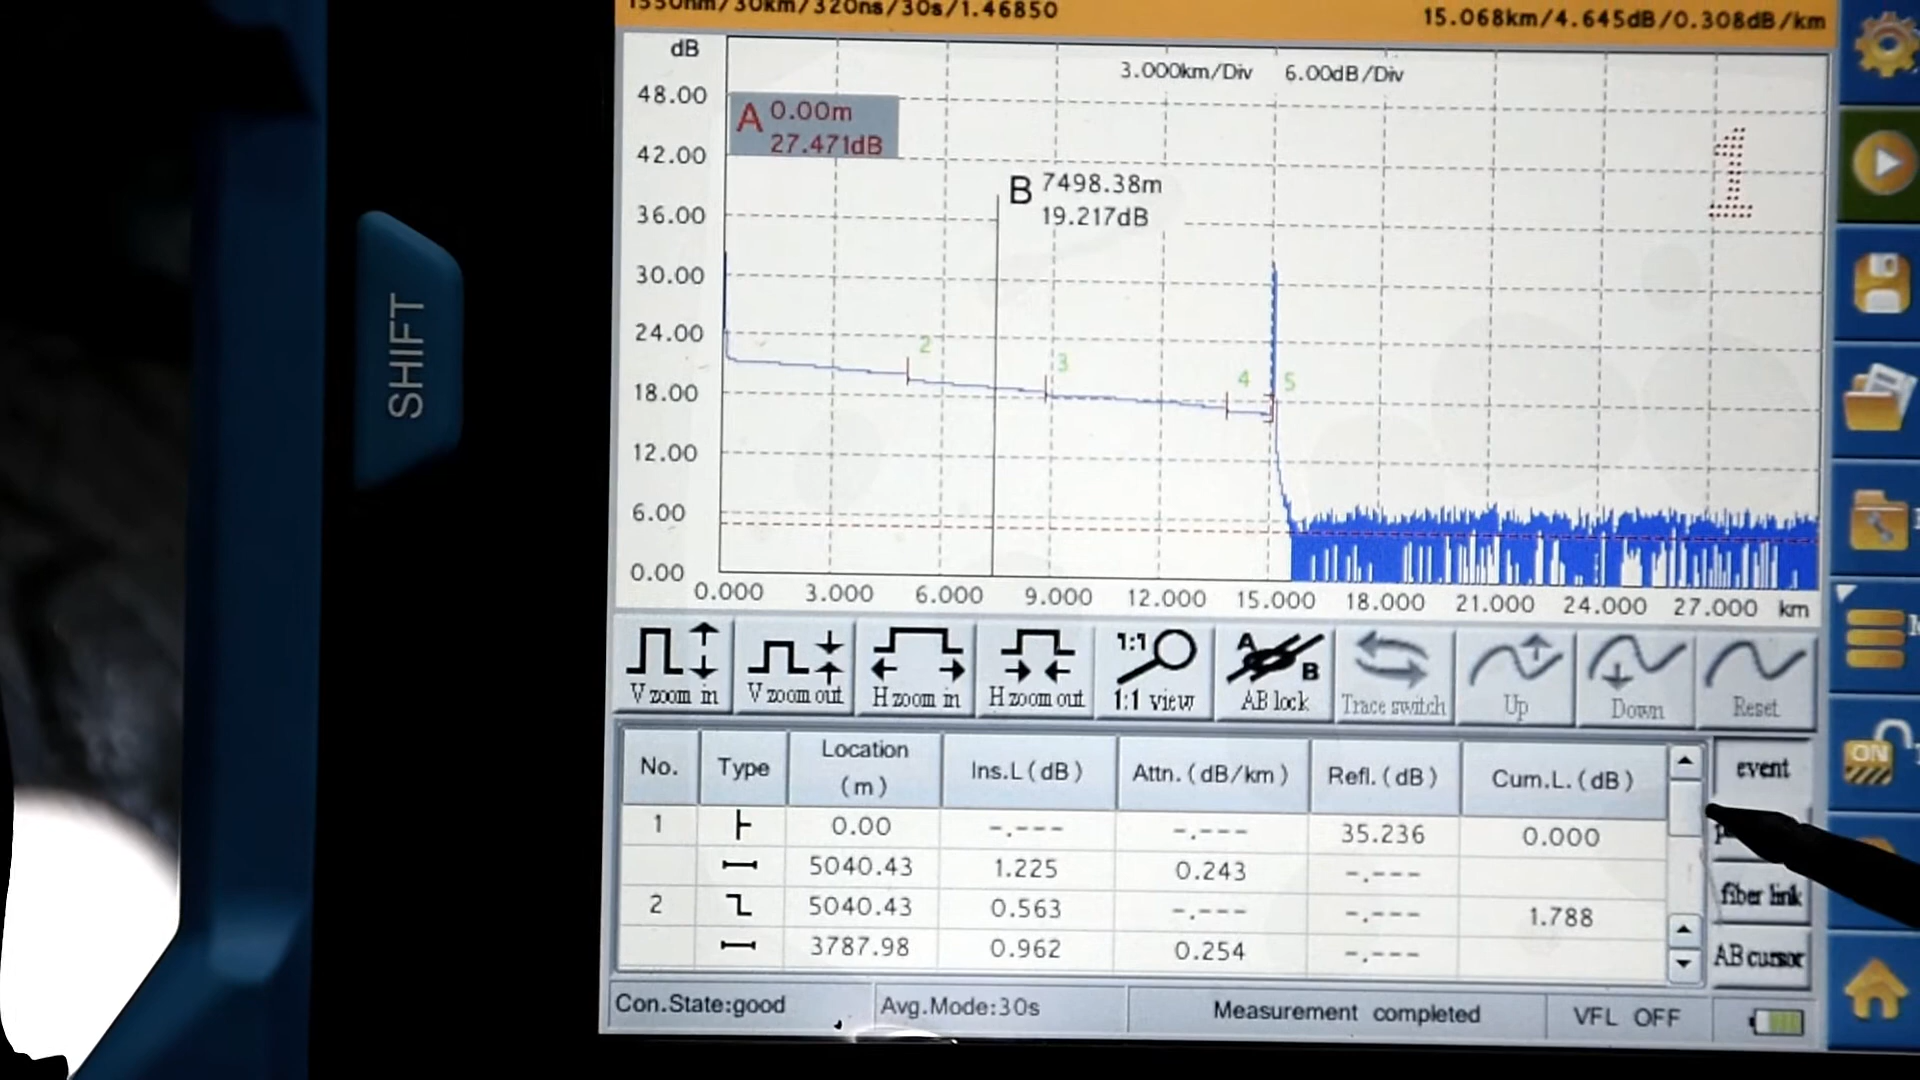 1550nm/30km/320ns/30s/1.46850
15.068km/4.645dB/0.308dB/km
dB
3.000km/Div 6.00dB/Div
48.00
42.00
36.00
30.00
24.00
18.00
12.00
6.00
0.00
A 0.00m
27.471dB
B 7498.38m
19.217dB
1
2
3
4
5
0.000 3.000 6.000 9.000 12.000 15.000 18.000 21.000 24.000 27.000 km
SHIFT
V zoom in
V zoom out
H zoom in
H zoom out
1:1
1:1 view
A B
AB lock
Trace switch
Up
Down
Reset
ON
No. Type Location (m) Ins.L(dB) Attn.(dB/km) Refl.(dB) Cum.L.(dB)
1 0.00 -.--- -.--- 35.236 0.000
5040.43 1.225 0.243 -.---
2 5040.43 0.563 -.--- -.--- 1.788
3787.98 0.962 0.254 -.---
event
fiber link
AB cursor
Con.State:good
Avg.Mode:30s
Measurement completed
VFL OFF